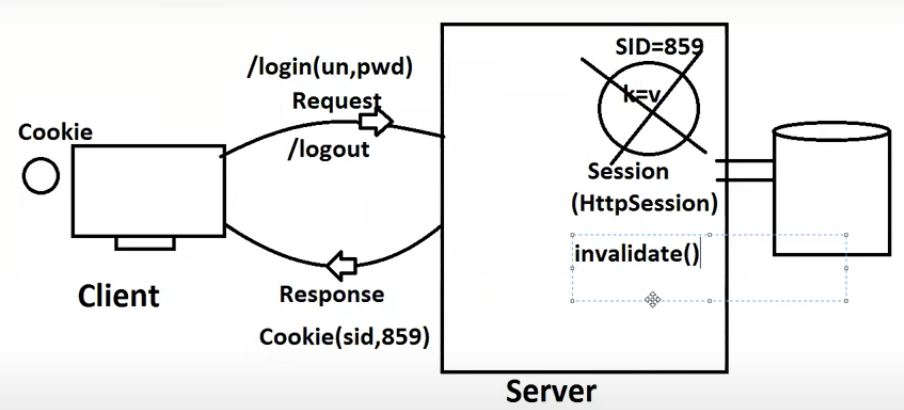 /login(un,pwd)
Request
/logout
Cookie
Client
Response
Cookie(sid,859)
SID=859
k=v
Session
(HttpSession)
invalidate()
Server